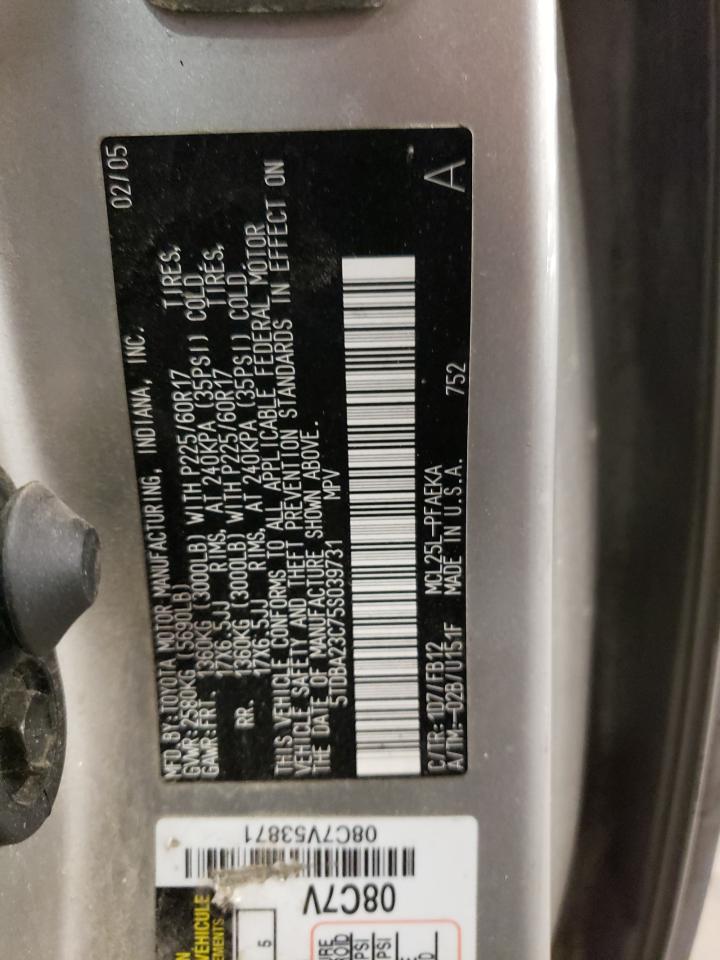 MFD.BY:TOYOTA MOTOR MANUFACTURING, INDIANA, INC. 02/05
GVWR:2580KG (5690LB)
GAWR:FRT. 1360KG (3000LB) WITH P225/60R17 TIRES,
17X6.5JJ RIMS, AT 240KPA (35PSI) COLD.
RR. 1360KG (3000LB) WITH P225/60R17 TIRES,
17X6.5JJ RIMS, AT 240KPA (35PSI) COLD.
THIS VEHICLE CONFORMS TO ALL APPLICABLE FEDERAL MOTOR
VEHICLE SAFETY AND THEFT PREVENTION STANDARDS IN EFFECT ON
THE DATE OF MANUFACTURE SHOWN ABOVE.
5TDBA23C75S039731 MPV
C/TR:1D7/FB12 MCL25L-PFAEKA A
A/TM:-02B/U151F MADE IN U.S.A. 752
08C7V53871
08C7V
VEHICULE
5
PSI
PSI